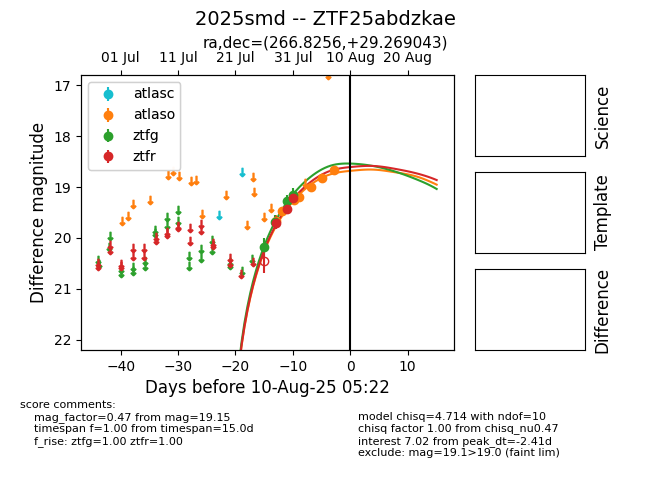 2025smd -- ZTF25abdzkae
ra,dec=(266.8256,+29.269043)
01 Jul 11 Jul 21 Jul 31 Jul 10 Aug 20 Aug
atlasc
atlaso
ztfg
ztfr
Difference magnitude
17
18
19
20
21
22
−40 −30 −20 −10 0 10
Days before 10-Aug-25 05:22
Science
Template
Difference
score comments:
mag_factor=0.47 from mag=19.15
timespan f=1.00 from timespan=15.0d
f_rise: ztfg=1.00 ztfr=1.00
model chisq=4.714 with ndof=10
chisq factor 1.00 from chisq_nu0.47
interest 7.02 from peak_dt=-2.41d
exclude: mag=19.1>19.0 (faint lim)